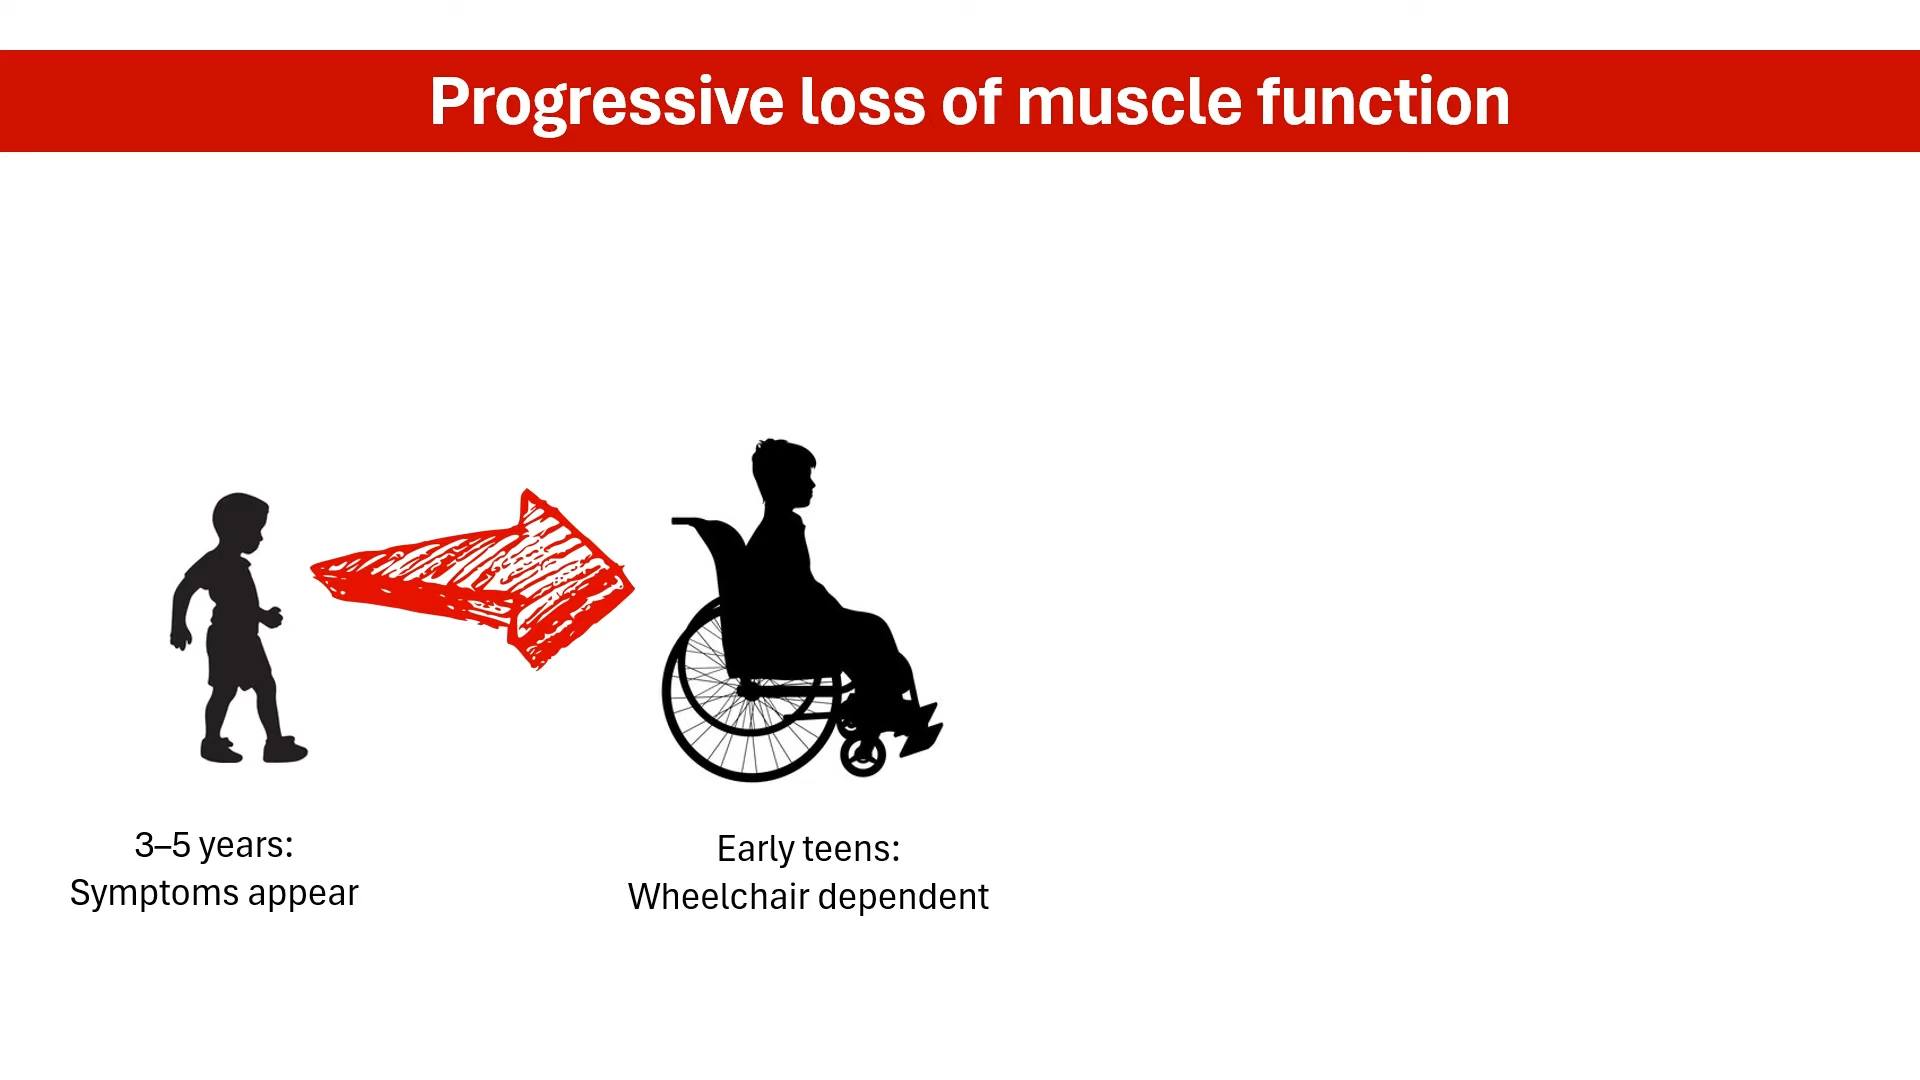 Progressive loss of muscle function
3–5 years:
Symptoms appear
Early teens:
Wheelchair dependent